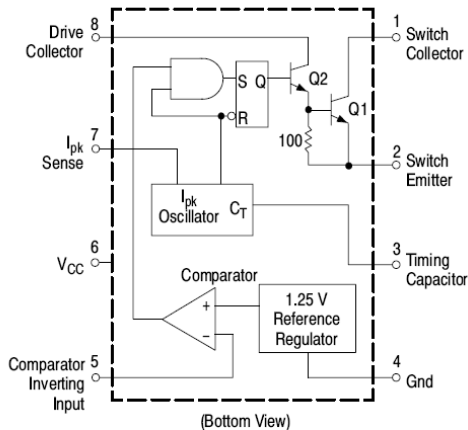 8
Drive
Collector
1
Switch
Collector
S Q
R
Q2
Q1
100
7
Ipk
Sense
2
Switch
Emitter
Ipk
Oscillator
CT
6
VCC
3
Timing
Capacitor
Comparator
+
−
1.25 V
Reference
Regulator
5
Comparator
Inverting
Input
4
Gnd
(Bottom View)